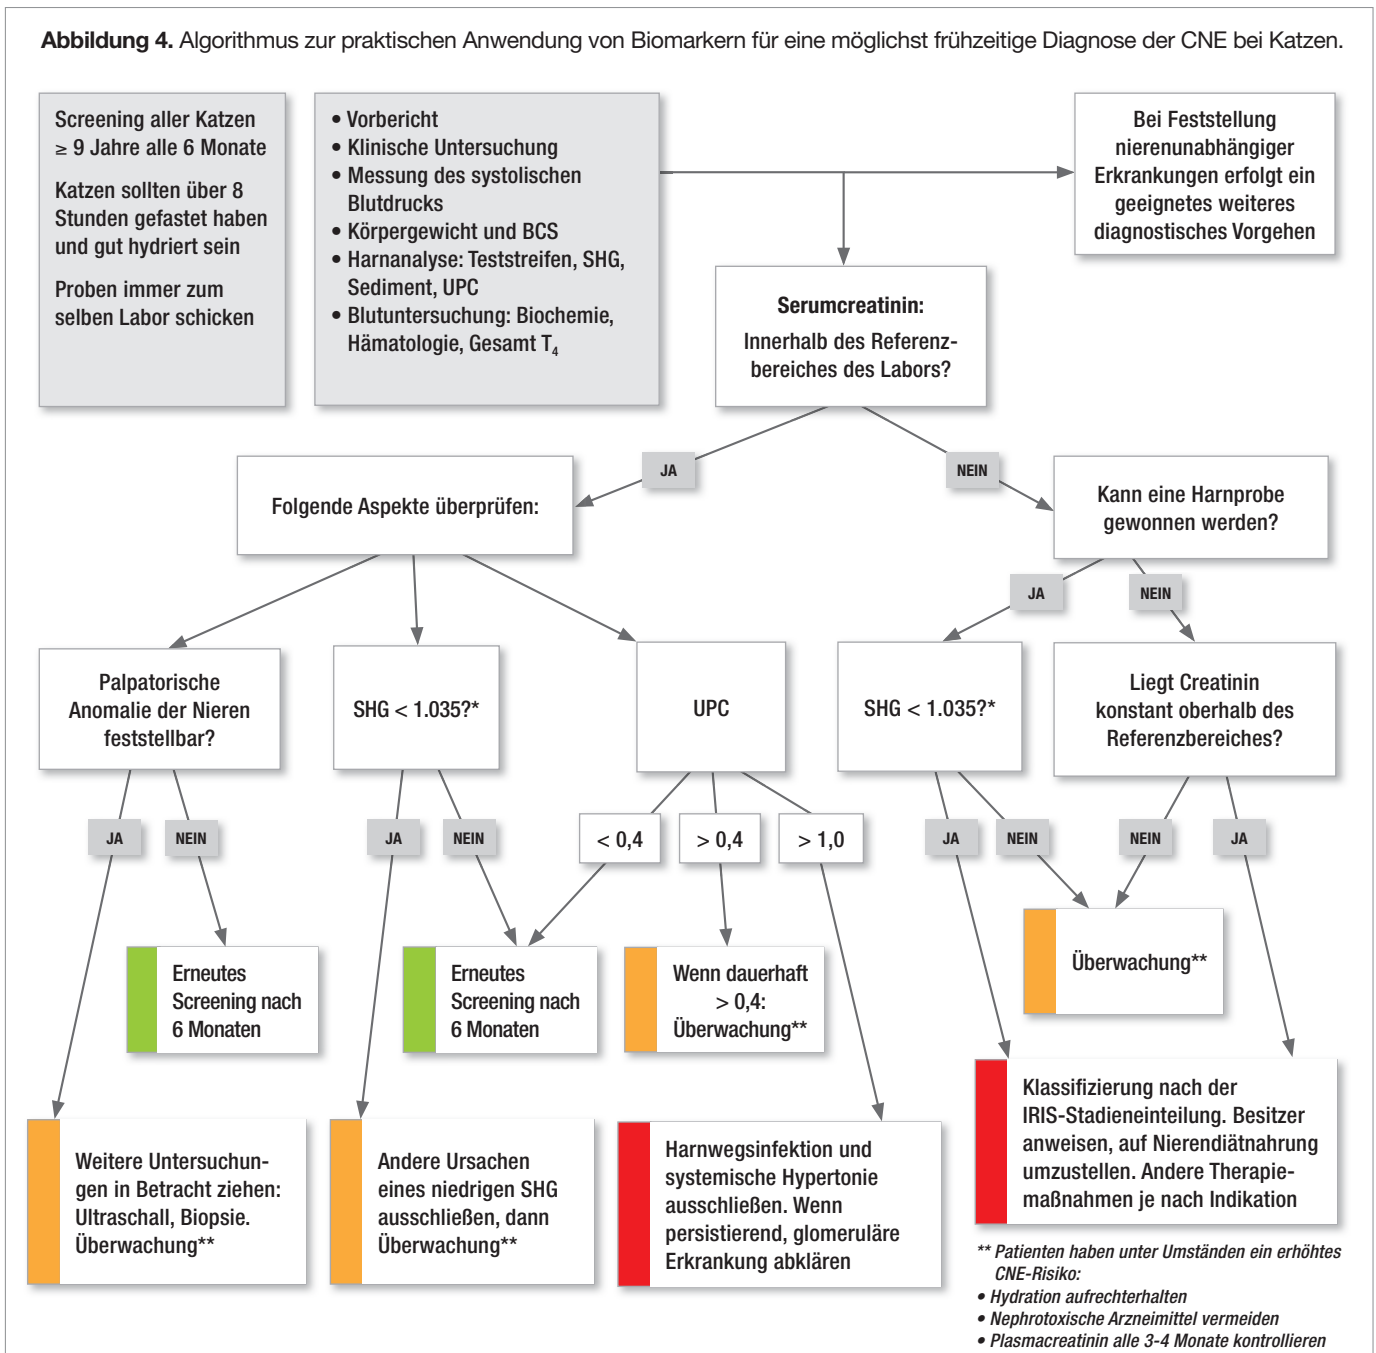 Abbildung 4. Algorithmus zur praktischen Anwendung von Biomarkern für eine möglichst frühzeitige Diagnose der CNE bei Katzen.
Screening aller Katzen
≥ 9 Jahre alle 6 Monate
Katzen sollten über 8
Stunden gefastet haben
und gut hydriert sein
Proben immer zum
selben Labor schicken
• Vorbericht
• Klinische Untersuchung
• Messung des systolischen
Blutdrucks
• Körpergewicht und BCS
• Harnanalyse: Teststreifen, SHG,
Sediment, UPC
• Blutuntersuchung: Biochemie,
Hämatologie, Gesamt T₄
Bei Feststellung
nierenunabhängiger
Erkrankungen erfolgt ein
geeignetes weiteres
diagnostisches Vorgehen
Serumcreatinin:
Innerhalb des Referenz-
bereiches des Labors?
JA
NEIN
Folgende Aspekte überprüfen:
Kann eine Harnprobe
gewonnen werden?
JA
NEIN
Palpatorische
Anomalie der Nieren
feststellbar?
SHG < 1.035?*
UPC
SHG < 1.035?*
Liegt Creatinin
konstant oberhalb des
Referenzbereiches?
JA
NEIN
JA
NEIN
< 0,4
> 0,4
> 1,0
JA
NEIN
NEIN
JA
Erneutes
Screening nach
6 Monaten
Erneutes
Screening nach
6 Monaten
Wenn dauerhaft
> 0,4:
Überwachung**
Überwachung**
Weitere Untersuchun-
gen in Betracht ziehen:
Ultraschall, Biopsie.
Überwachung**
Andere Ursachen
eines niedrigen SHG
ausschließen, dann
Überwachung**
Harnwegsinfektion und
systemische Hypertonie
ausschließen. Wenn
persistierend, glomeruläre
Erkrankung abklären
Klassifizierung nach der
IRIS-Stadieneinteilung. Besitzer
anweisen, auf Nierendiätnahrung
umzustellen. Andere Therapie-
maßnahmen je nach Indikation
** Patienten haben unter Umständen ein erhöhtes
CNE-Risiko:
• Hydration aufrechterhalten
• Nephrotoxische Arzneimittel vermeiden
• Plasmacreatinin alle 3-4 Monate kontrollieren